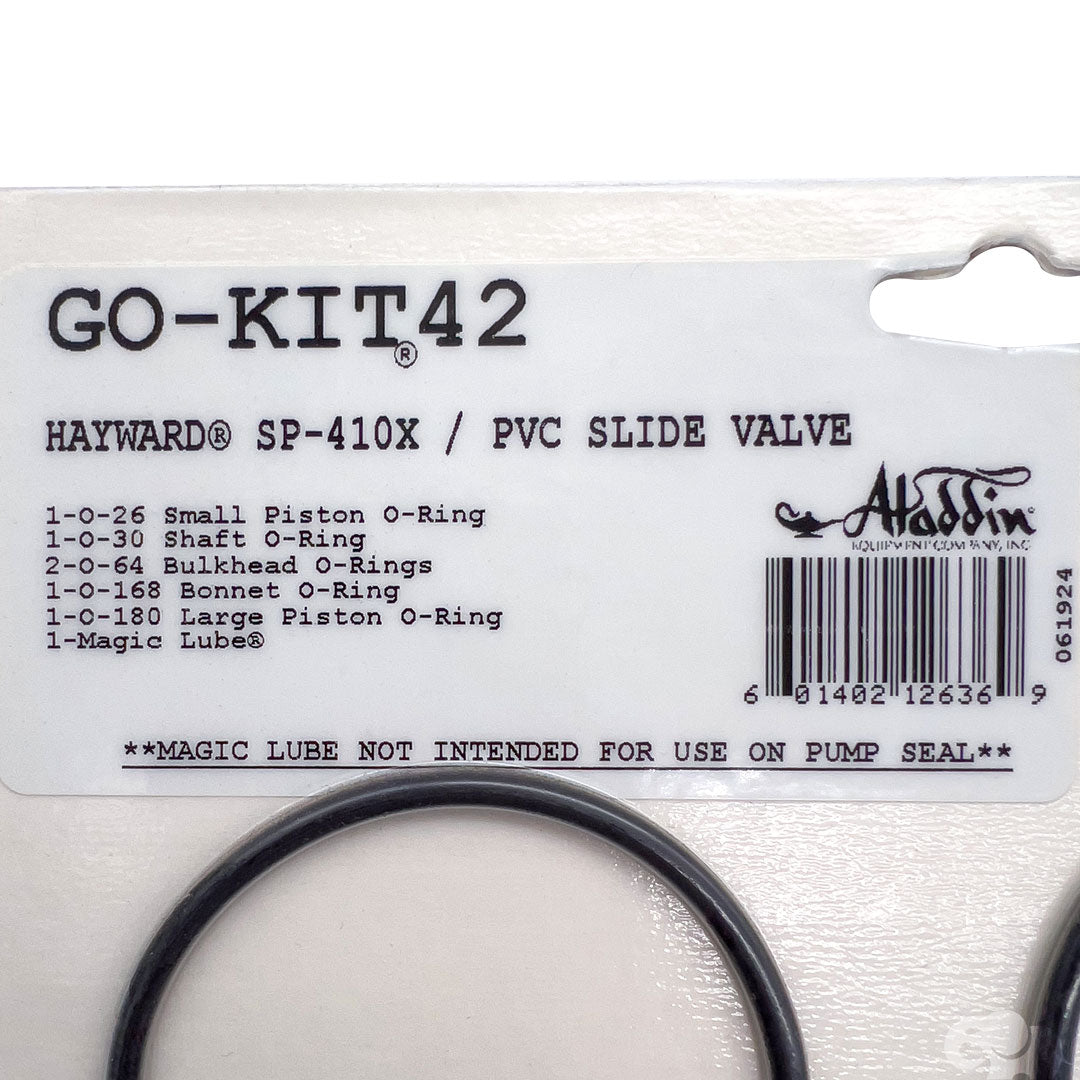 GO-KIT®42
HAYWARD® SP-410X / PVC SLIDE VALVE
1-O-26 Small Piston O-Ring
1-O-30 Shaft O-Ring
2-O-64 Bulkhead O-Rings
1-O-168 Bonnet O-Ring
1-O-180 Large Piston O-Ring
1-Magic Lube®
Aladdin
EQUIPMENT COMPANY, INC
061924
6 01402 12636 9
**MAGIC LUBE NOT INTENDED FOR USE ON PUMP SEAL**